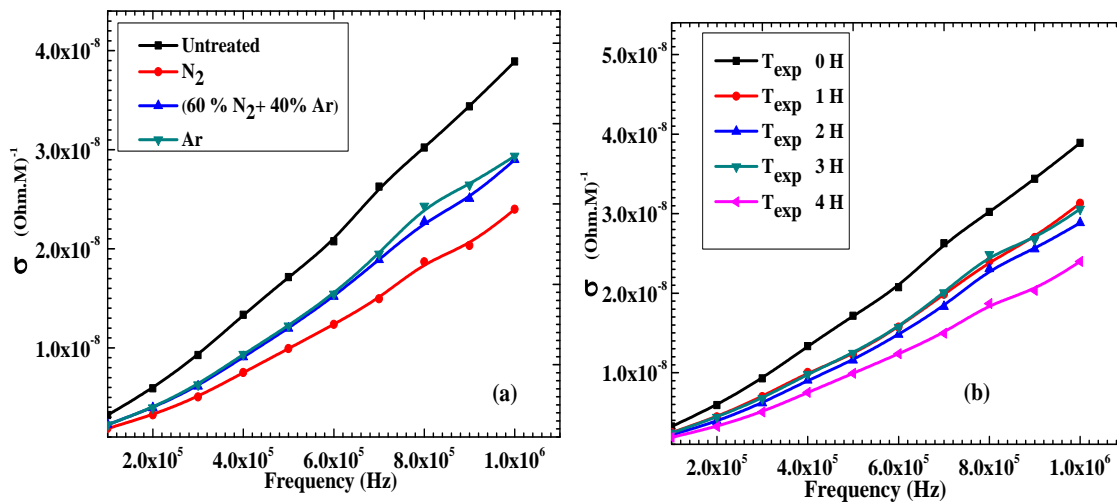 4.0x10⁻⁸
3.0x10⁻⁸
2.0x10⁻⁸
1.0x10⁻⁸
σ (Ohm.M)⁻¹
Untreated
N₂
(60 % N₂+ 40% Ar)
Ar
(a)
2.0x10⁵ 4.0x10⁵ 6.0x10⁵ 8.0x10⁵ 1.0x10⁶
Frequency (Hz)
5.0x10⁻⁸
4.0x10⁻⁸
3.0x10⁻⁸
2.0x10⁻⁸
1.0x10⁻⁸
σ (Ohm.M)⁻¹
Tₑₓₚ 0 H
Tₑₓₚ 1 H
Tₑₓₚ 2 H
Tₑₓₚ 3 H
Tₑₓₚ 4 H
(b)
2.0x10⁵ 4.0x10⁵ 6.0x10⁵ 8.0x10⁵ 1.0x10⁶
Frequency (Hz)